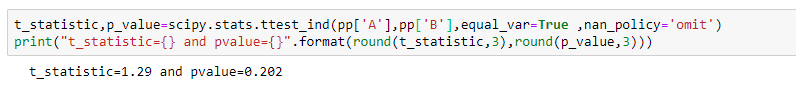 t_statistic,p_value=scipy.stats.ttest_ind(pp['A'],pp['B'],equal_var=True ,nan_policy='omit')
print("t_statistic={} and pvalue={}".format(round(t_statistic,3),round(p_value,3)))
t_statistic=1.29 and pvalue=0.202